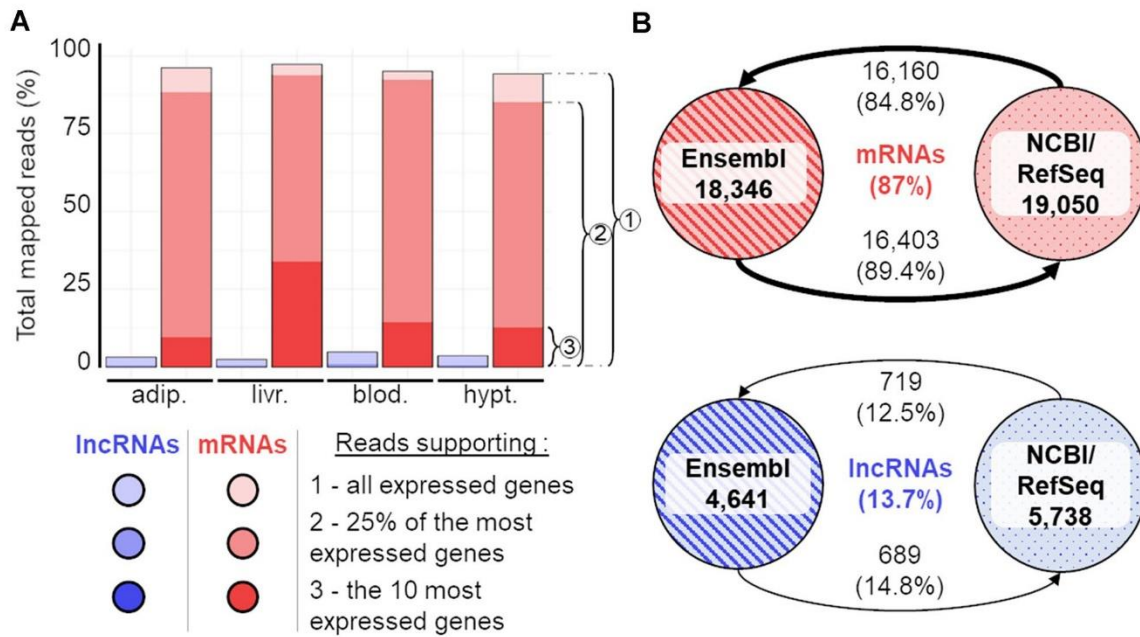 A
Total mapped reads (%)
100
75
50
25
0
1
2
3
adip.
livr.
blod.
hypt.
lncRNAs
mRNAs
Reads supporting :
1 - all expressed genes
2 - 25% of the most
expressed genes
3 - the 10 most
expressed genes
B
16,160
(84.8%)
Ensembl
18,346
mRNAs
(87%)
NCBI/
RefSeq
19,050
16,403
(89.4%)
719
(12.5%)
Ensembl
4,641
lncRNAs
(13.7%)
NCBI/
RefSeq
5,738
689
(14.8%)